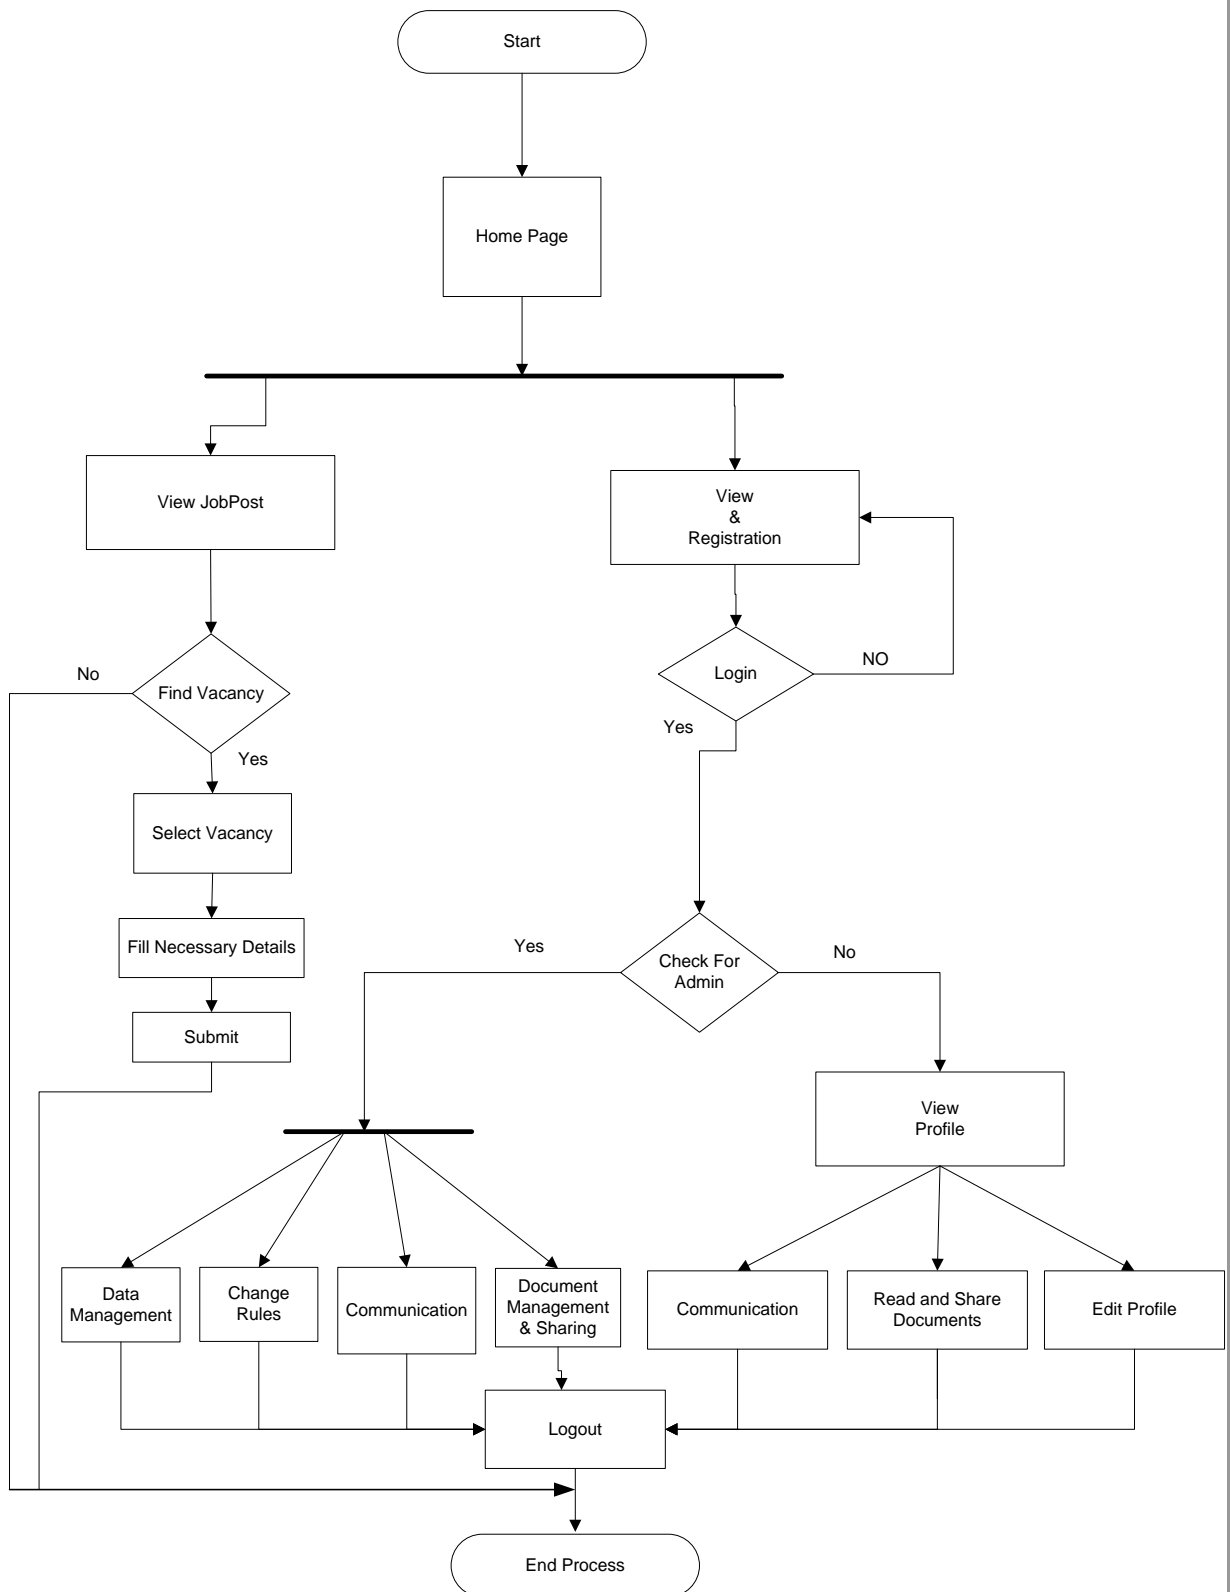 Start
Home Page
View JobPost
View
&
Registration
No
Find Vacancy
Login
NO
Yes
Yes
Select Vacancy
Fill Necessary Details
Submit
Yes
Check For
Admin
No
View
Profile
Data
Management
Change
Rules
Communication
Document
Management
& Sharing
Communication
Read and Share
Documents
Edit Profile
Logout
End Process